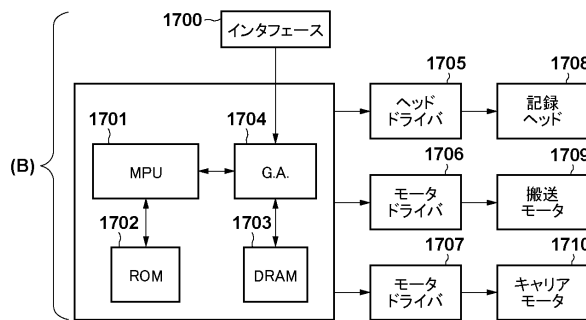 1700
インタフェース
1705
1708
ヘッド
ドライバ
記録
ヘッド
1701
1704
MPU
G.A.
(B)
1706
1709
モータ
ドライバ
搬送
モータ
1702
1703
ROM
DRAM
1707
1710
モータ
ドライバ
キャリア
モータ